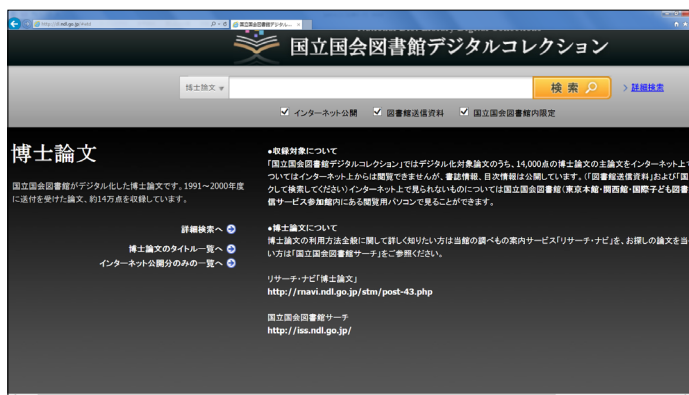 http://dl.ndl.go.jp/#etd
国立国会図書館デジタル...
国立国会図書館デジタルコレクション
博士論文
検 索
詳細検索
インターネット公開 図書館送信資料 国立国会図書館内限定
博士論文
国立国会図書館がデジタル化した博士論文です。1991～2000年度
に送付を受けた論文、約14万点を収録しています。
詳細検索へ
博士論文のタイトル一覧へ
インターネット公開分のみの一覧へ
●収録対象について
「国立国会図書館デジタルコレクション」ではデジタル化対象論文のうち、14,000点の博士論文の主論文をインターネット上で
ついてはインターネット上からは閲覧できませんが、書誌情報、目次情報は公開しています。(「図書館送信資料」および「国
クして検索してください)インターネット上で見られないものについては国立国会図書館(東京本館・関西館・国際子ども図書
信サービス参加館内にある閲覧用パソコンで見ることができます。
●博士論文について
博士論文の利用方法全般に関して詳しく知りたい方は当館の調べもの案内サービス「リサーチ・ナビ」を、お探しの論文を当
い方は「国立国会図書館サーチ」をご参照ください。
リサーチ・ナビ「博士論文」
http://rnavi.ndl.go.jp/stm/post-43.php
国立国会図書館サーチ
http://iss.ndl.go.jp/